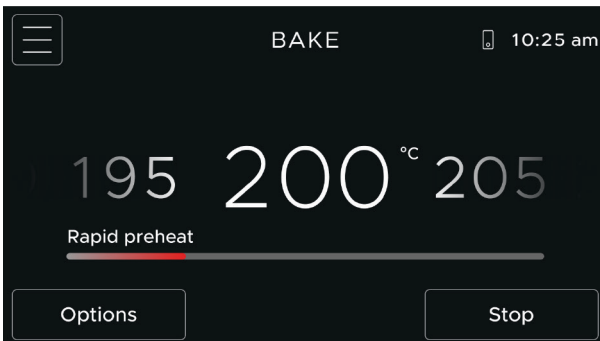 BAKE
10:25 am
195 200 °C 205
Rapid preheat
Options
Stop